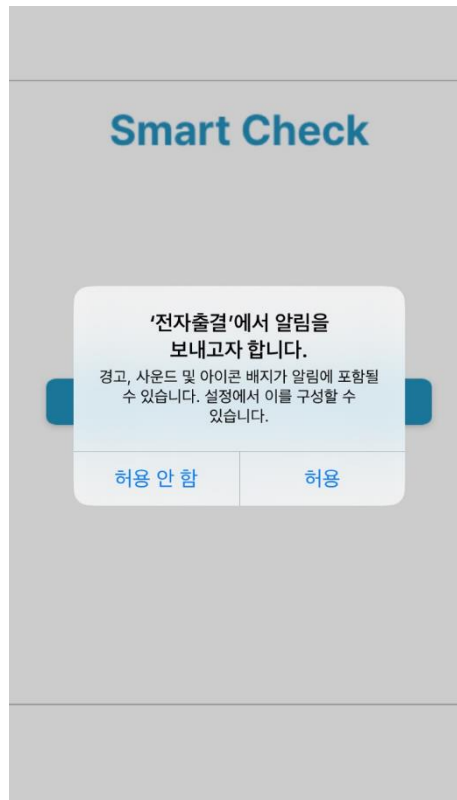 Smart Check
‘전자출결’에서 알림을
보내고자 합니다.
경고, 사운드 및 아이콘 배지가 알림에 포함될
수 있습니다. 설정에서 이를 구성할 수
있습니다.
허용 안 함
허용